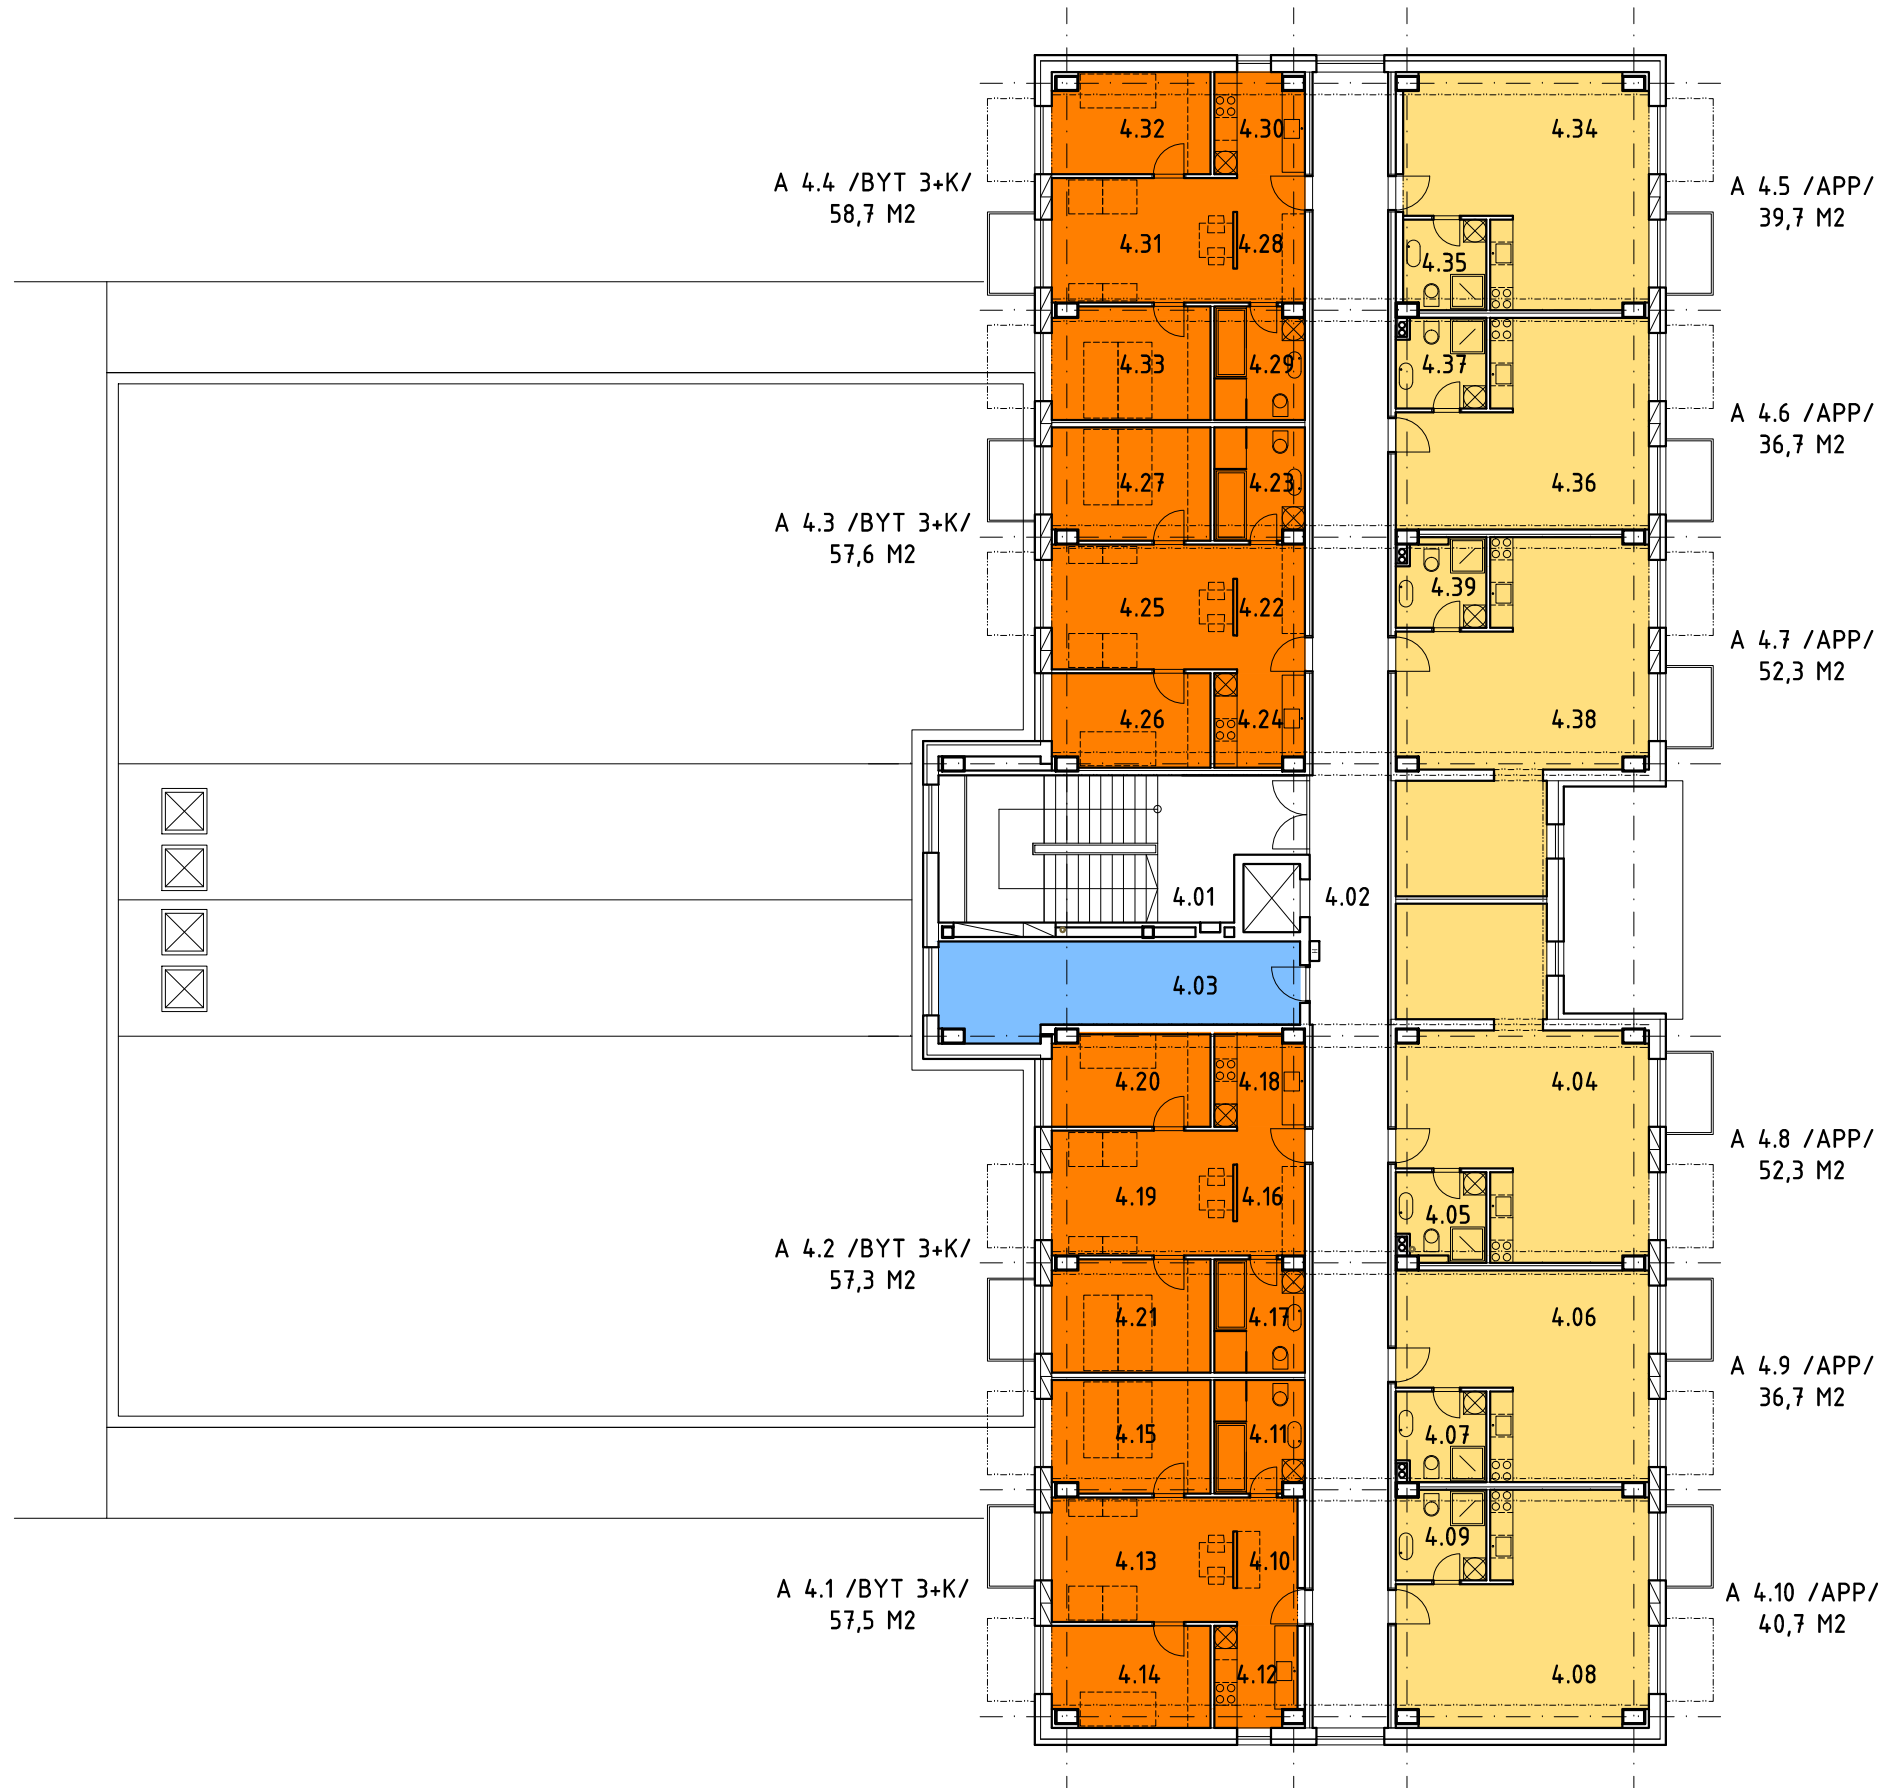 4.32
4.30
4.34
A 4.4 /BYT 3+K/
58,7 M2
A 4.5 /APP/
39,7 M2
4.31
4.28
4.35
4.33
4.29
4.37
A 4.6 /APP/
36,7 M2
4.27
4.23
4.36
A 4.3 /BYT 3+K/
57,6 M2
4.25
4.22
4.39
A 4.7 /APP/
52,3 M2
4.26
4.24
4.38
4.01
4.02
4.03
4.20
4.18
4.04
A 4.8 /APP/
52,3 M2
4.19
4.16
4.05
A 4.2 /BYT 3+K/
57,3 M2
4.21
4.17
4.06
A 4.9 /APP/
36,7 M2
4.15
4.11
4.07
4.13
4.10
4.09
A 4.1 /BYT 3+K/
57,5 M2
A 4.10 /APP/
40,7 M2
4.14
4.12
4.08